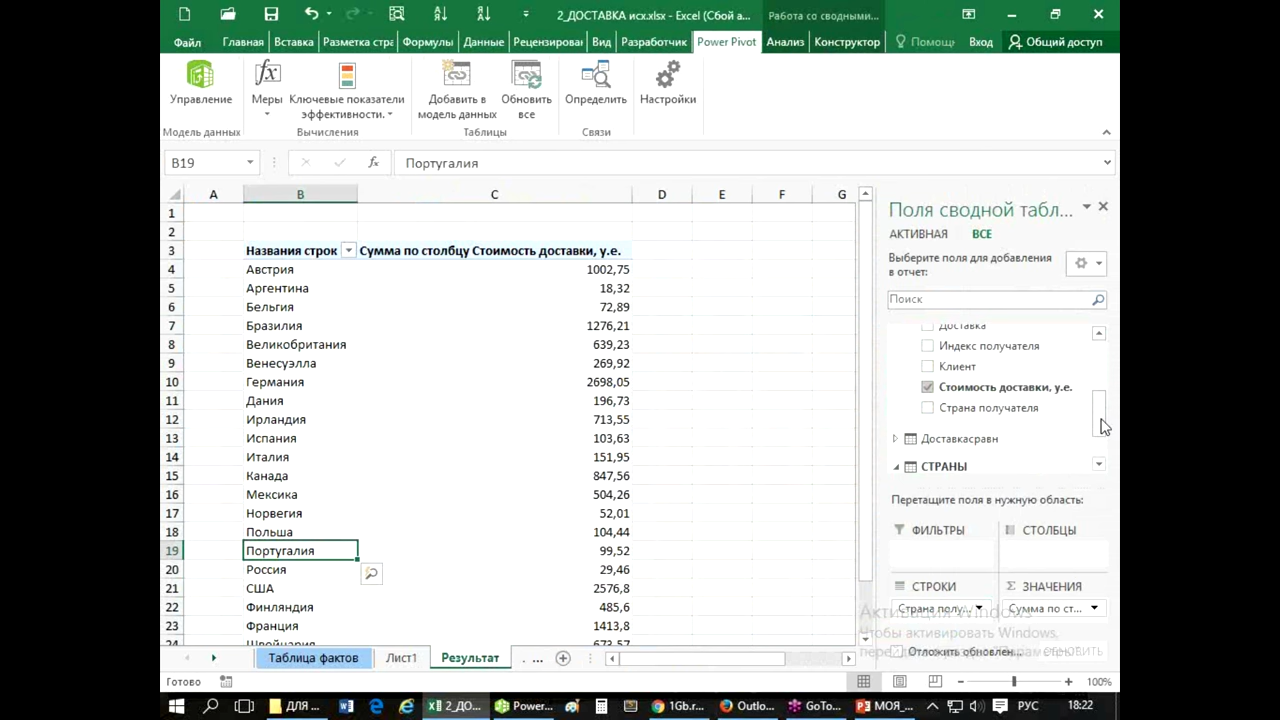 2_ДОСТАВКА исх.xlsx - Excel (Сбой а...
Работа со сводными...
Файл Главная Вставка Разметка стра Формулы Данные Рецензирован Вид Разработчик Power Pivot Анализ Конструктор Помощн Вход Общий доступ
Управление
Меры
Ключевые показатели
эффективности.
Добавить в
модель данных
Обновить
все
Определить
Настройки
Модель данных Вычисления Таблицы Связи
B19 fx Португалия
A B C D E F G
1
2
3 Названия строк Сумма по столбцу Стоимость доставки, у.е.
4 Австрия 1002,75
5 Аргентина 18,32
6 Бельгия 72,89
7 Бразилия 1276,21
8 Великобритания 639,23
9 Венесуэлла 269,92
10 Германия 2698,05
11 Дания 196,73
12 Ирландия 713,55
13 Испания 103,63
14 Италия 151,95
15 Канада 847,56
16 Мексика 504,26
17 Норвегия 52,01
18 Польша 104,44
19 Португалия 99,52
20 Россия 29,46
21 США 2576,8
22 Финляндия 485,6
23 Франция 1413,8
24 Швейцария 673,57
Поля сводной табл...
АКТИВНАЯ ВСЕ
Выберите поля для добавления
в отчет:
Поиск
Доставка
Индекс получателя
Клиент
Стоимость доставки, у.е.
Страна получателя
Доставкасравн
СТРАНЫ
Перетащите поля в нужную область:
ФИЛЬТРЫ СТОЛБЦЫ
СТРОКИ ЗНАЧЕНИЯ
Страна полу... Сумма по ст...
Активация Windows
Чтобы активировать Windows,
перейдите в раздел "Параметры".
Отложить обновлен... ОБНОВИТЬ
Таблица фактов Лист1 Результат . ...
Готово 100%
ДЛЯ ... 2_ДО... Power... 1Gb.r... Outlo... GoTo... МОЯ_... РУС 18:22